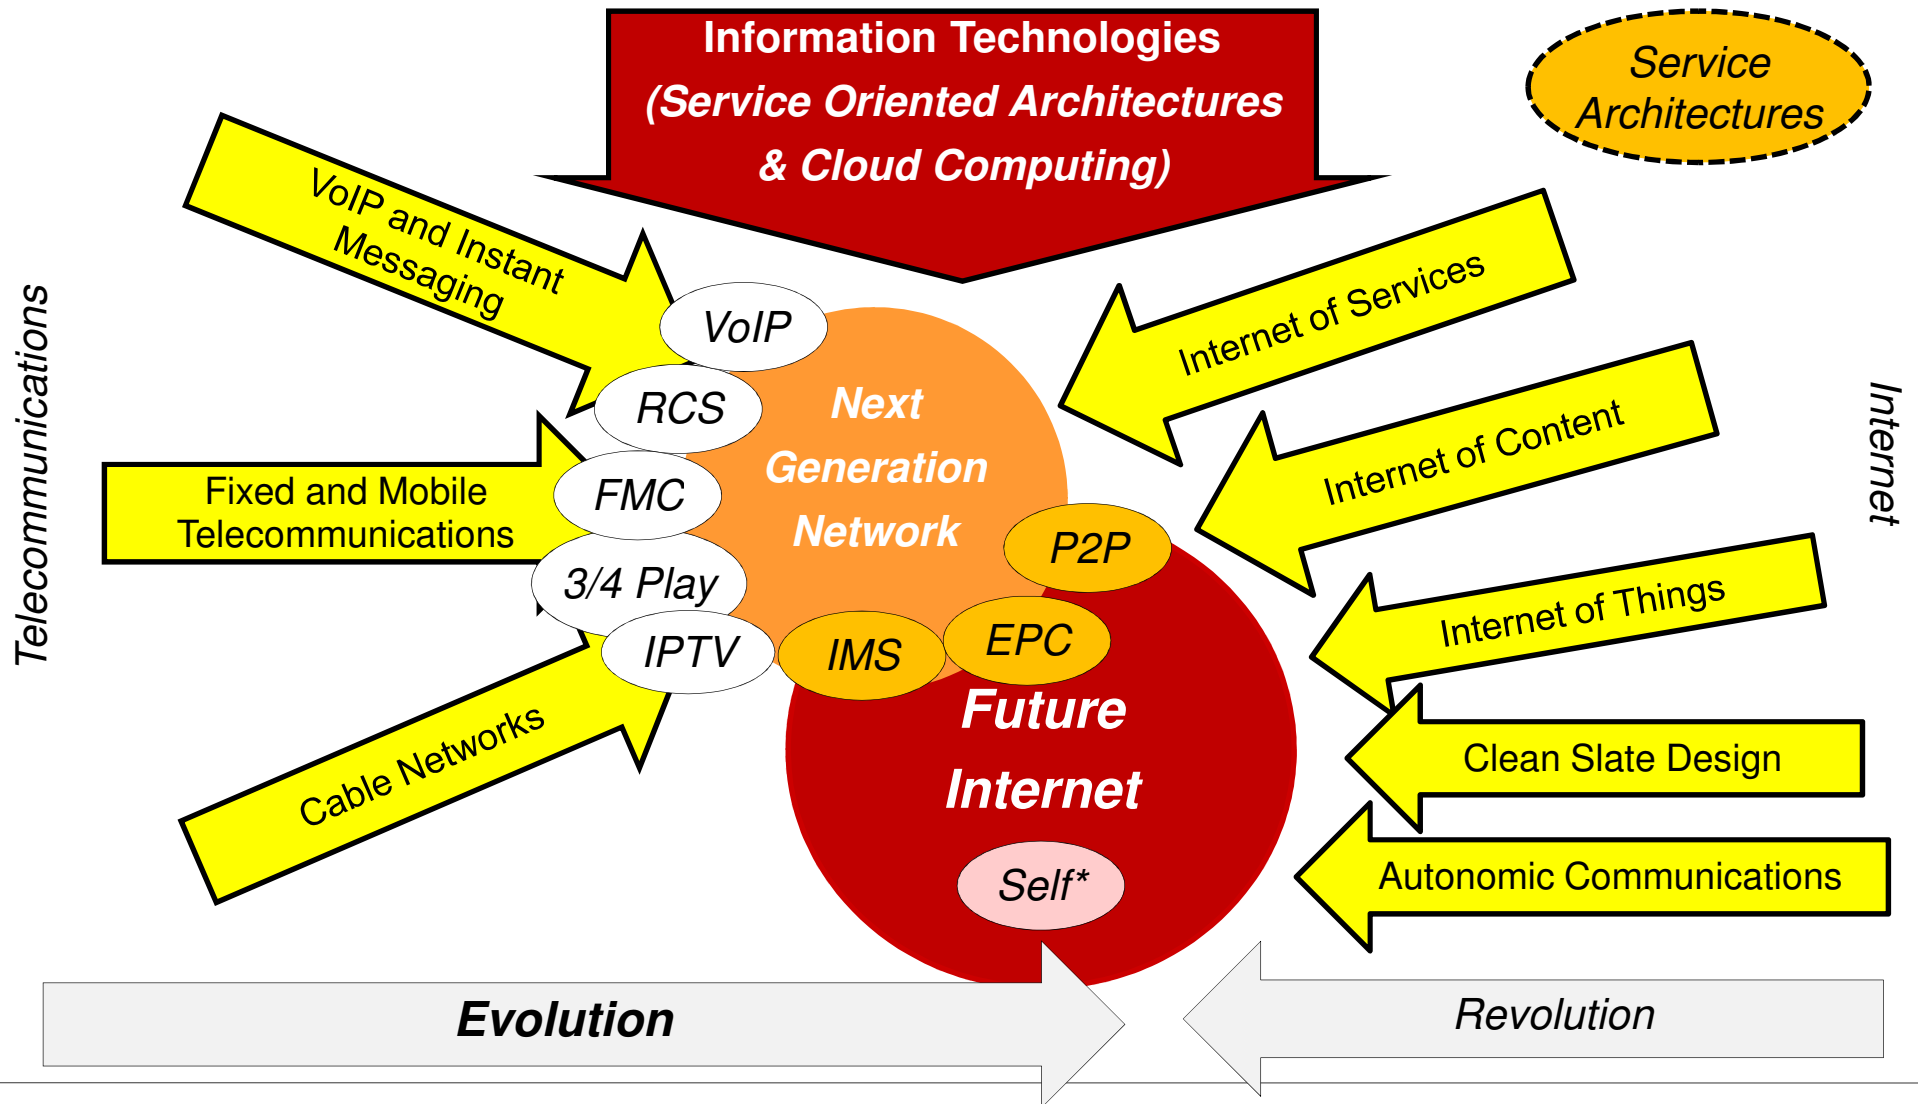 Information Technologies
(Service Oriented Architectures
& Cloud Computing)
Service
Architectures
VoIP and Instant
Messaging
Telecommunications
Fixed and Mobile
Telecommunications
Cable Networks
VoIP
RCS
FMC
3/4 Play
IPTV
IMS
EPC
P2P
Next
Generation
Network
Future
Internet
Self*
Internet of Services
Internet of Content
Internet of Things
Clean Slate Design
Autonomic Communications
Internet
Evolution
Revolution